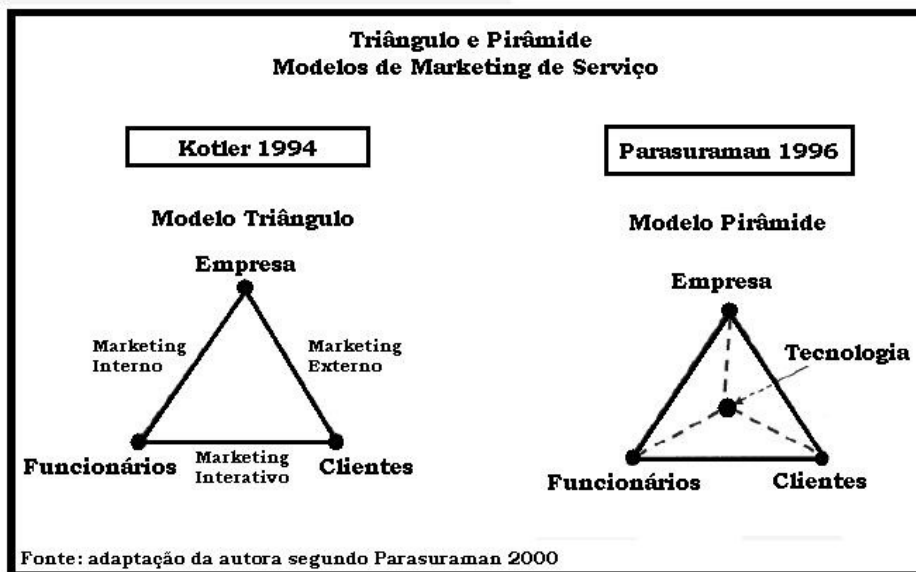 Triângulo e Pirâmide
Modelos de Marketing de Serviço
Kotler 1994
Modelo Triângulo
Empresa
Marketing
Interno
Marketing
Externo
Funcionários
Marketing
Interativo
Clientes
Parasuraman 1996
Modelo Pirâmide
Empresa
Tecnologia
Funcionários
Clientes
Fonte: adaptação da autora segundo Parasuraman 2000